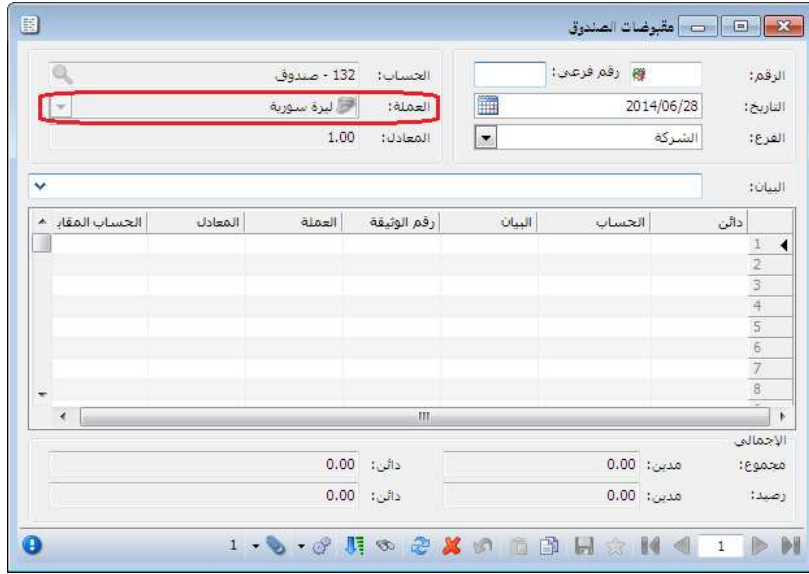 مقبوضات الصندوق
الرقم: رقم فرعي:
التاريخ: 2014/06/28
الفرع: الشركة
الحساب: 132 - صندوق
العملة: ليرة سورية
المعادل: 1.00
البيان:
دائن الحساب البيان رقم الوثيقة العملة المعادل الحساب المقاب
1
2
3
4
5
6
7
8
الإجمالي
مجموع: مدين: 0.00 دائن: 0.00
رصيد: مدين: 0.00 دائن: 0.00
1 1